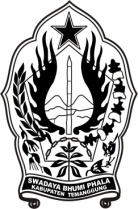 SWADAYA BHUMI PHALA
KABUPATEN TEMANGGUNG